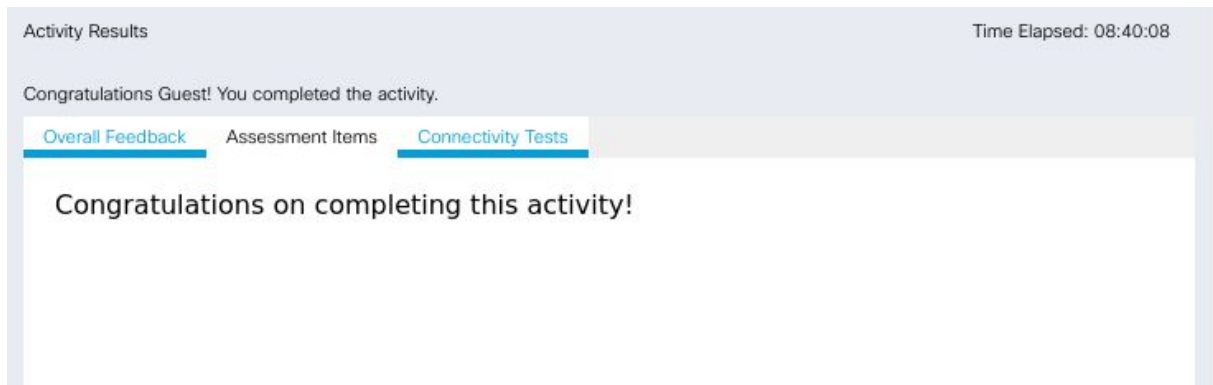 Activity Results Time Elapsed: 08:40:08
Congratulations Guest! You completed the activity.
Overall Feedback Assessment Items Connectivity Tests
Congratulations on completing this activity!